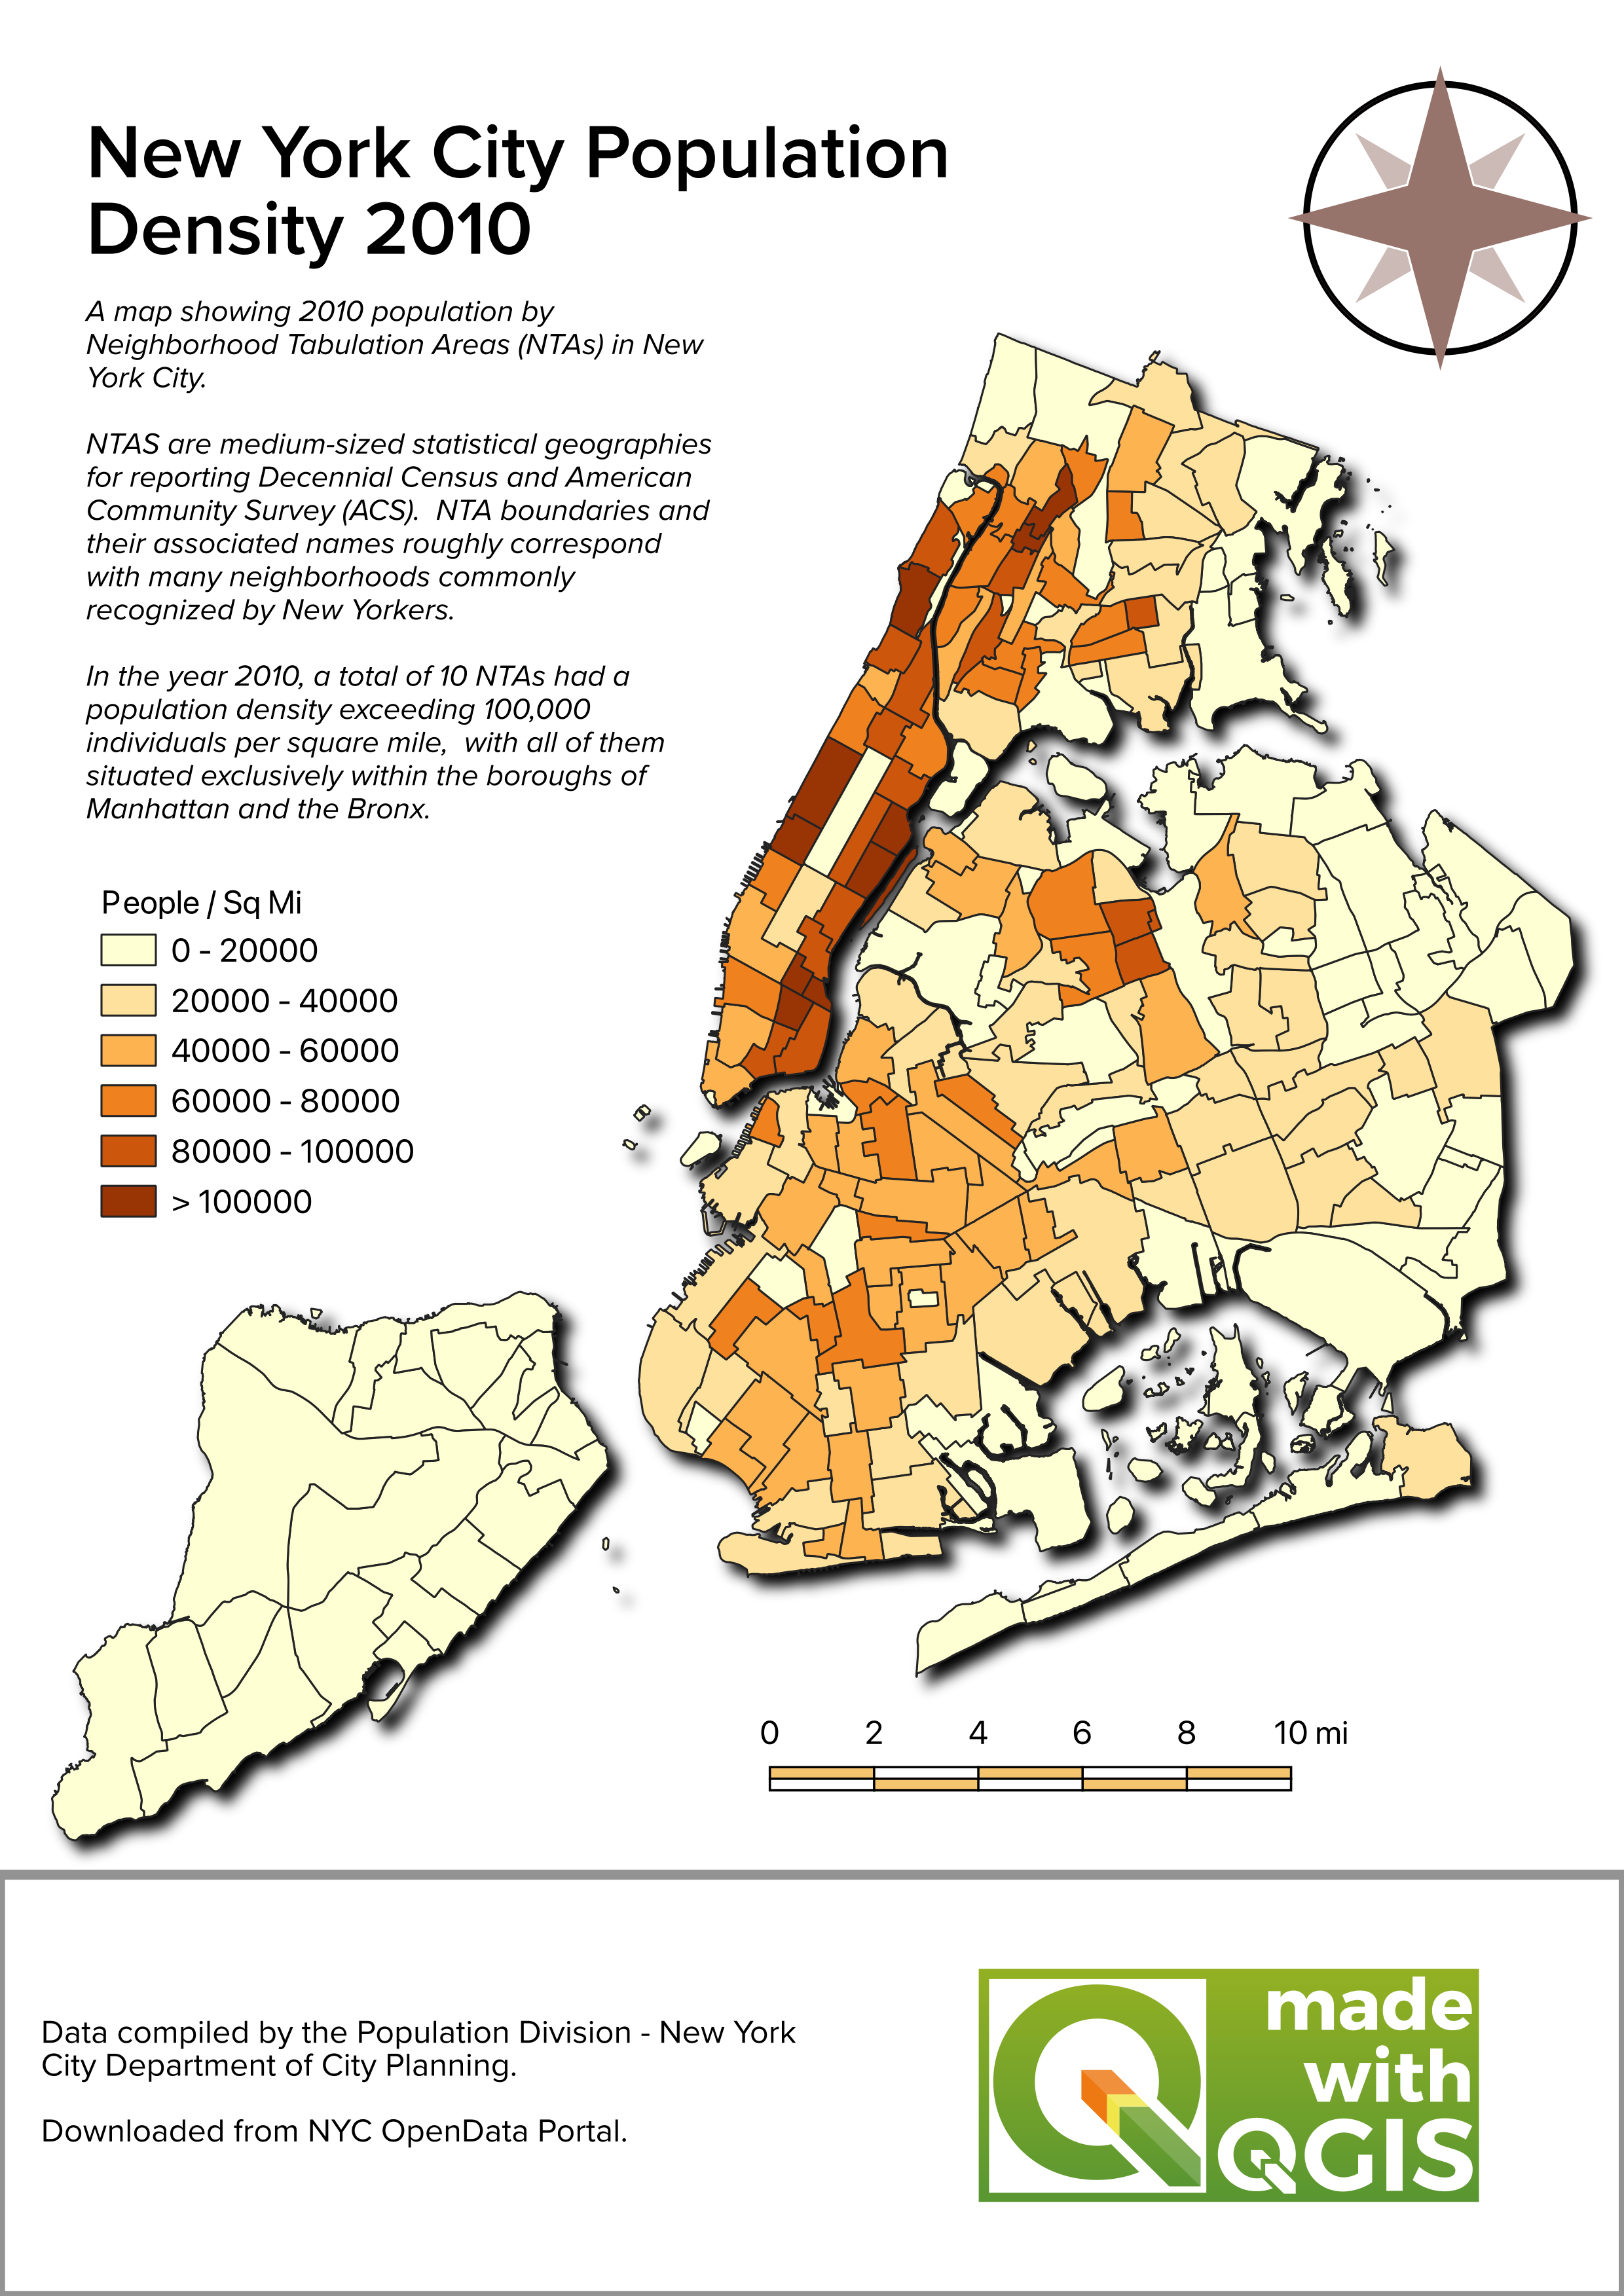 New York City Population
Density 2010
A map showing 2010 population by
Neighborhood Tabulation Areas (NTAs) in New
York City.
NTAS are medium-sized statistical geographies
for reporting Decennial Census and American
Community Survey (ACS).  NTA boundaries and
their associated names roughly correspond
with many neighborhoods commonly
recognized by New Yorkers.
In the year 2010, a total of 10 NTAs had a
population density exceeding 100,000
individuals per square mile,  with all of them
situated exclusively within the boroughs of
Manhattan and the Bronx.
People / Sq Mi
0 - 20000
20000 - 40000
40000 - 60000
60000 - 80000
80000 - 100000
> 100000
0 2 4 6 8 10 mi
Data compiled by the Population Division - New York
City Department of City Planning.
Downloaded from NYC OpenData Portal.
made
with
QGIS